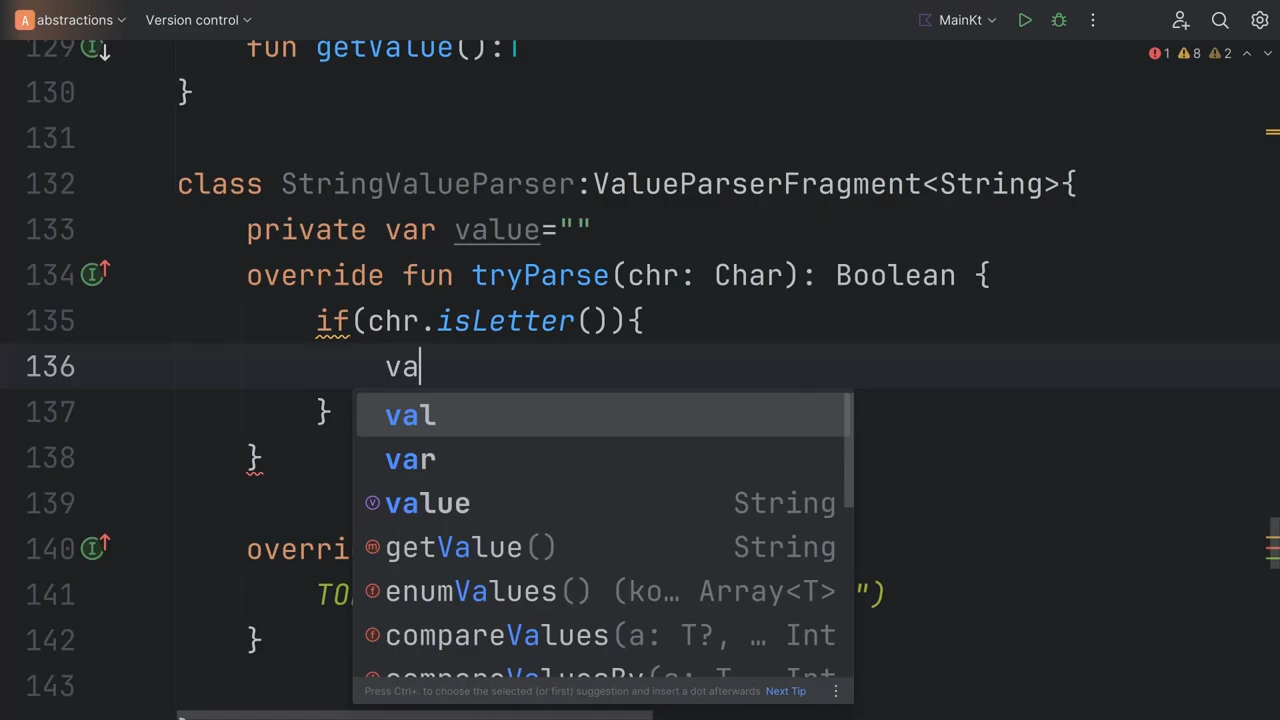 A abstractions Version control MainKt
129 fun getValue():T
1 8 2
130 }
131
132 class StringValueParser:ValueParserFragment<String>{
133 private var value=""
134 override fun tryParse(chr: Char): Boolean {
135 if(chr.isLetter()){
136 va
137 }
val
138 }
var
139
value String
140 overri
getValue() String
141 TO ")
enumValues() (ko… Array<T>
142 }
compareValues(a: T?, … Int
143
compareValuesBy(a: T… Int
Press Ctrl+. to choose the selected (or first) suggestion and insert a dot afterwards Next Tip